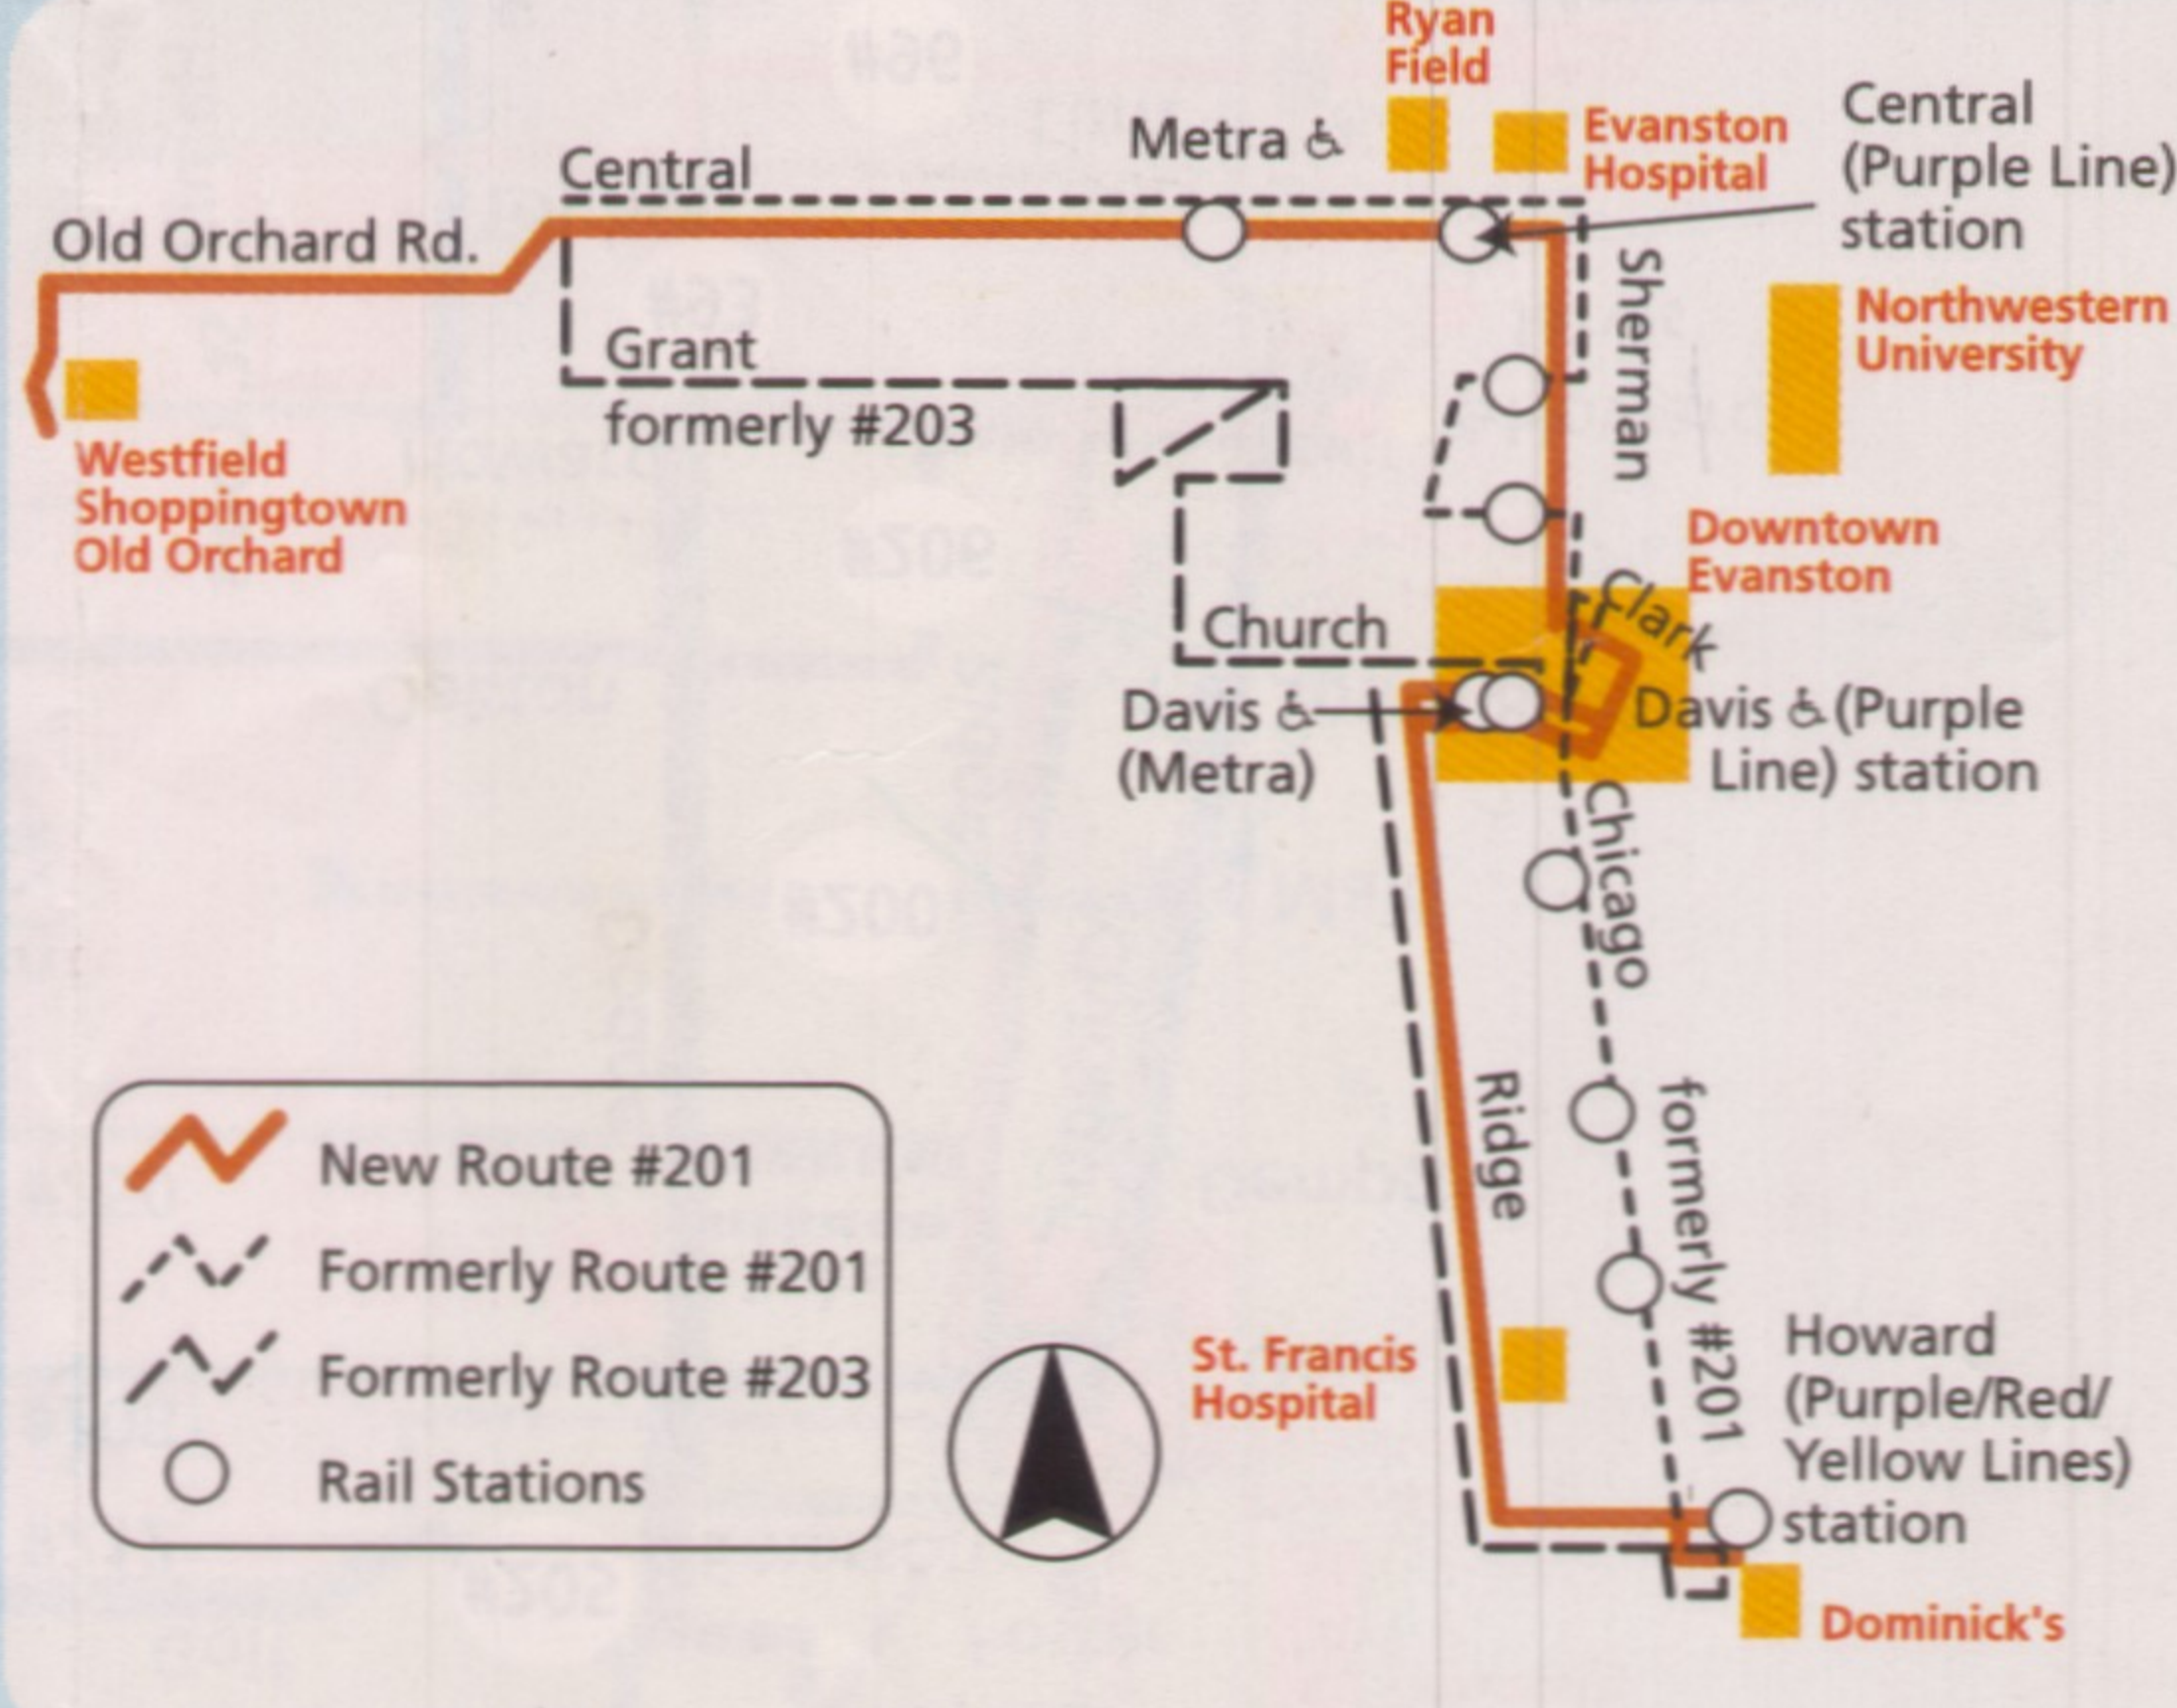 Ryan
Field
Metra ♿
Evanston
Hospital
Central
(Purple Line)
station
Central
Old Orchard Rd.
Sherman
Northwestern
University
Grant
formerly #203
Westfield
Shoppingtown
Old Orchard
Downtown
Evanston
Clark
Church
Davis ♿
(Metra)
Davis ♿ (Purple
Line) station
Chicago
Ridge
formerly #201
St. Francis
Hospital
Howard
(Purple/Red/
Yellow Lines)
station
Dominick's
New Route #201
Formerly Route #201
Formerly Route #203
Rail Stations
#206
#200
#205